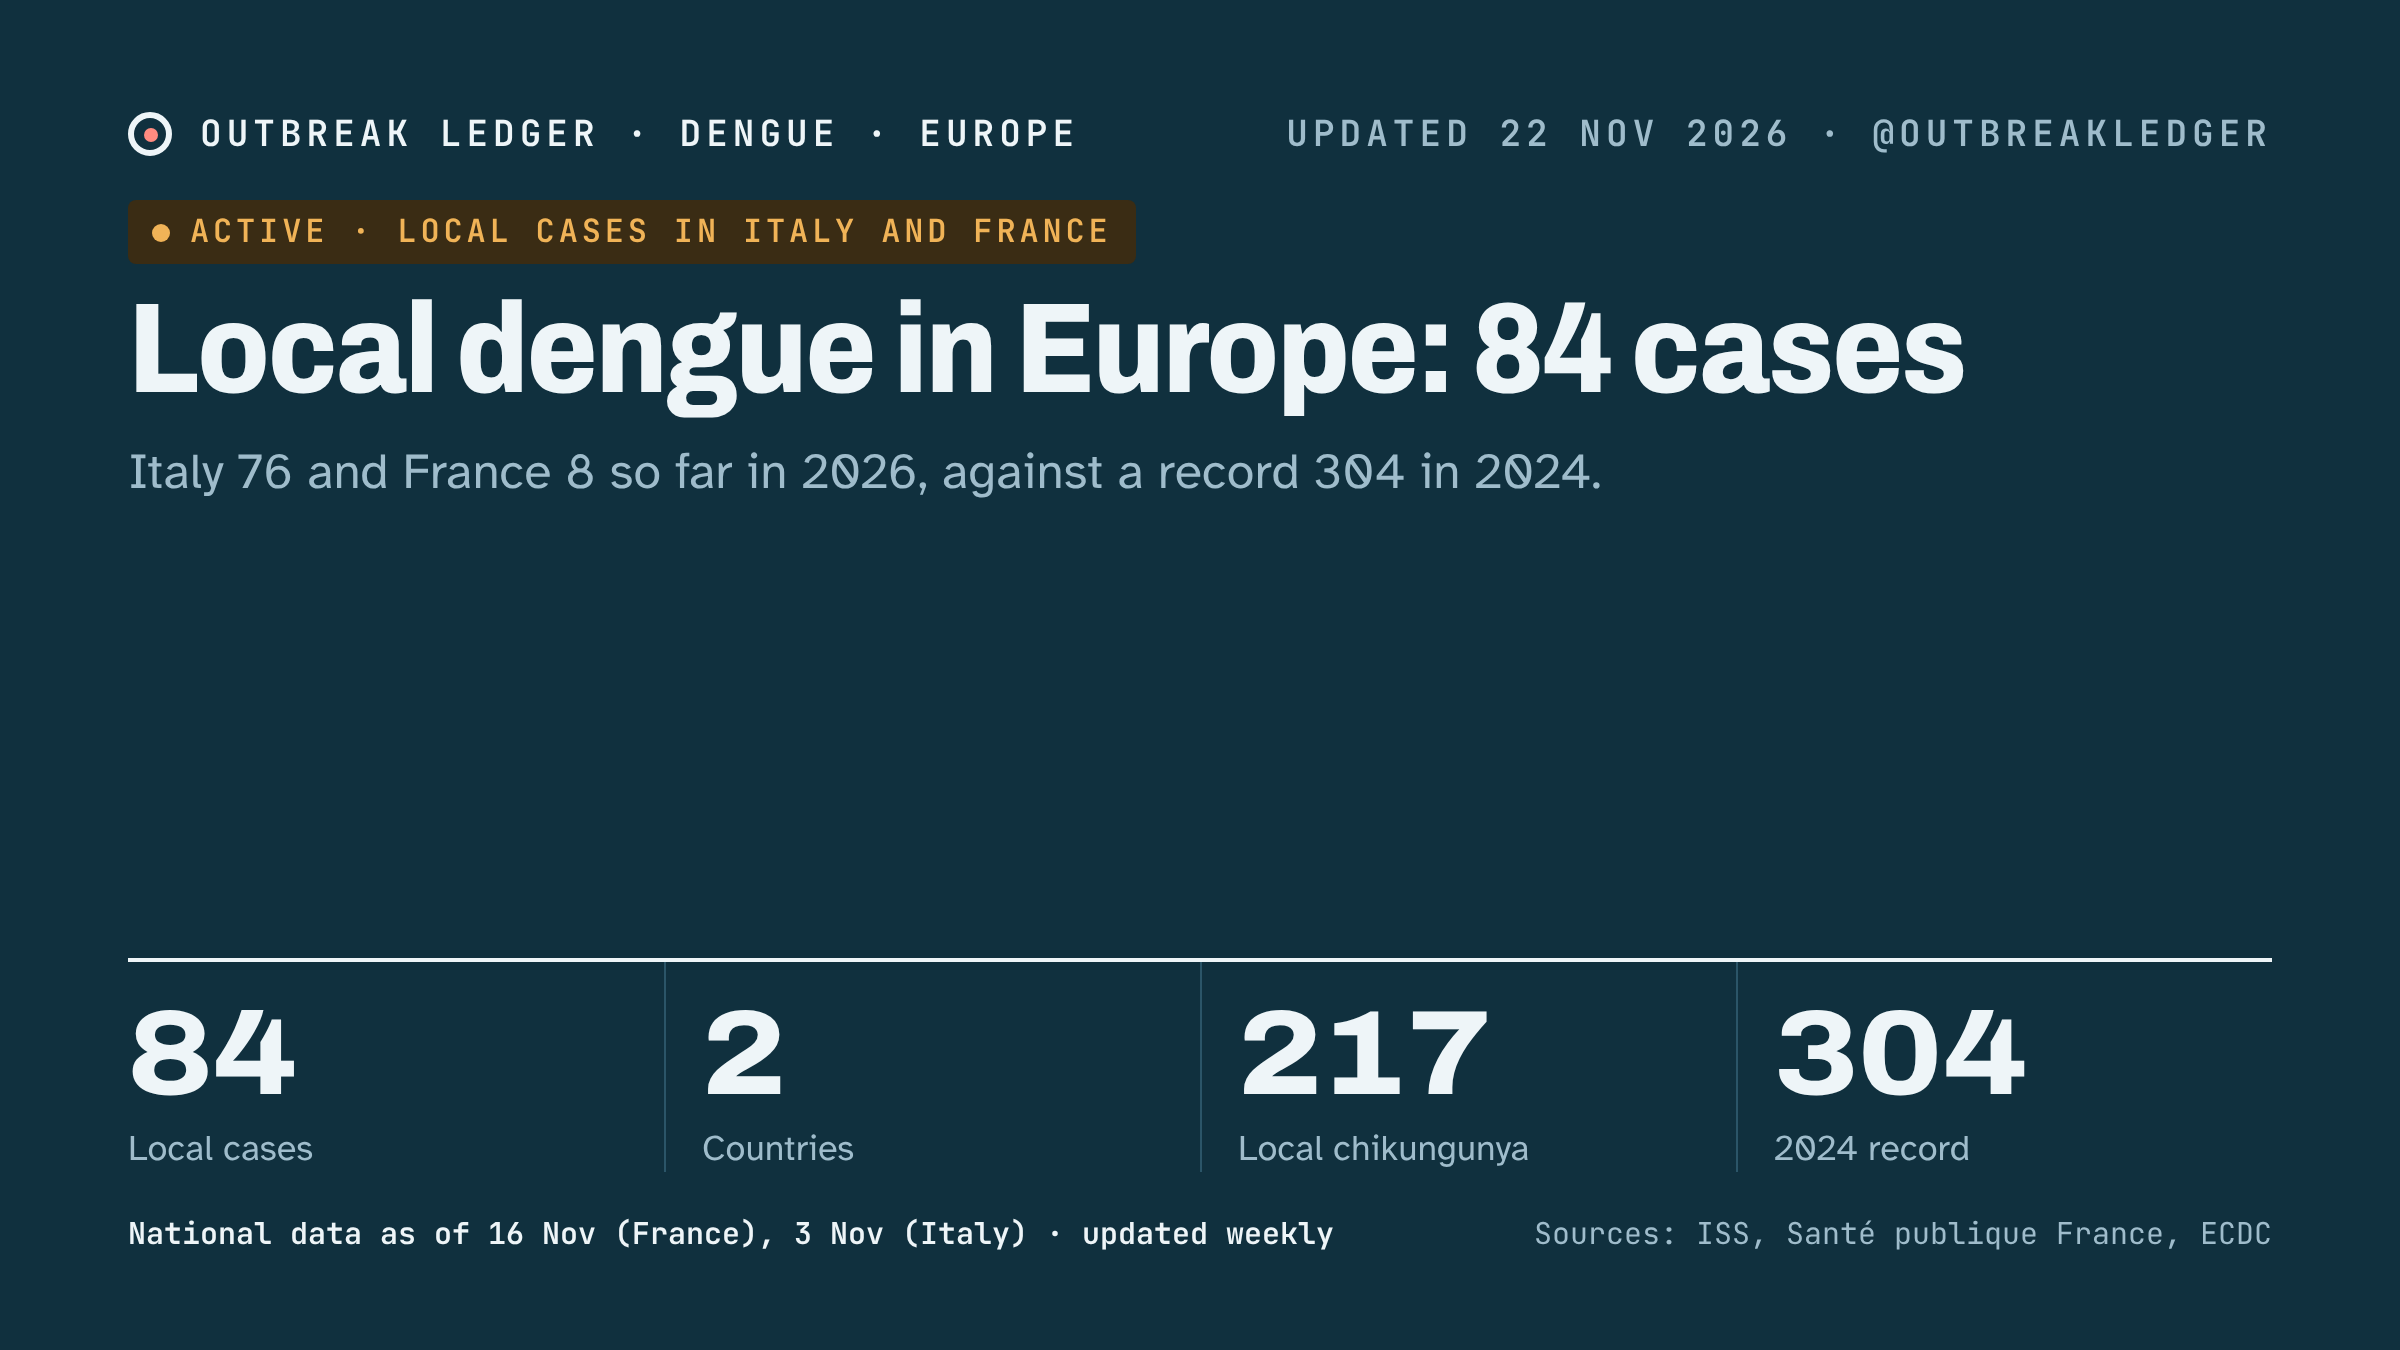 OUTBREAK LEDGER · DENGUE · EUROPE
UPDATED 22 NOV 2026 · @OUTBREAKLEDGER
ACTIVE · LOCAL CASES IN ITALY AND FRANCE
Local dengue in Europe: 84 cases
Italy 76 and France 8 so far in 2026, against a record 304 in 2024.
84
Local cases
2
Countries
217
Local chikungunya
304
2024 record
National data as of 16 Nov (France), 3 Nov (Italy) · updated weekly
Sources: ISS, Santé publique France, ECDC